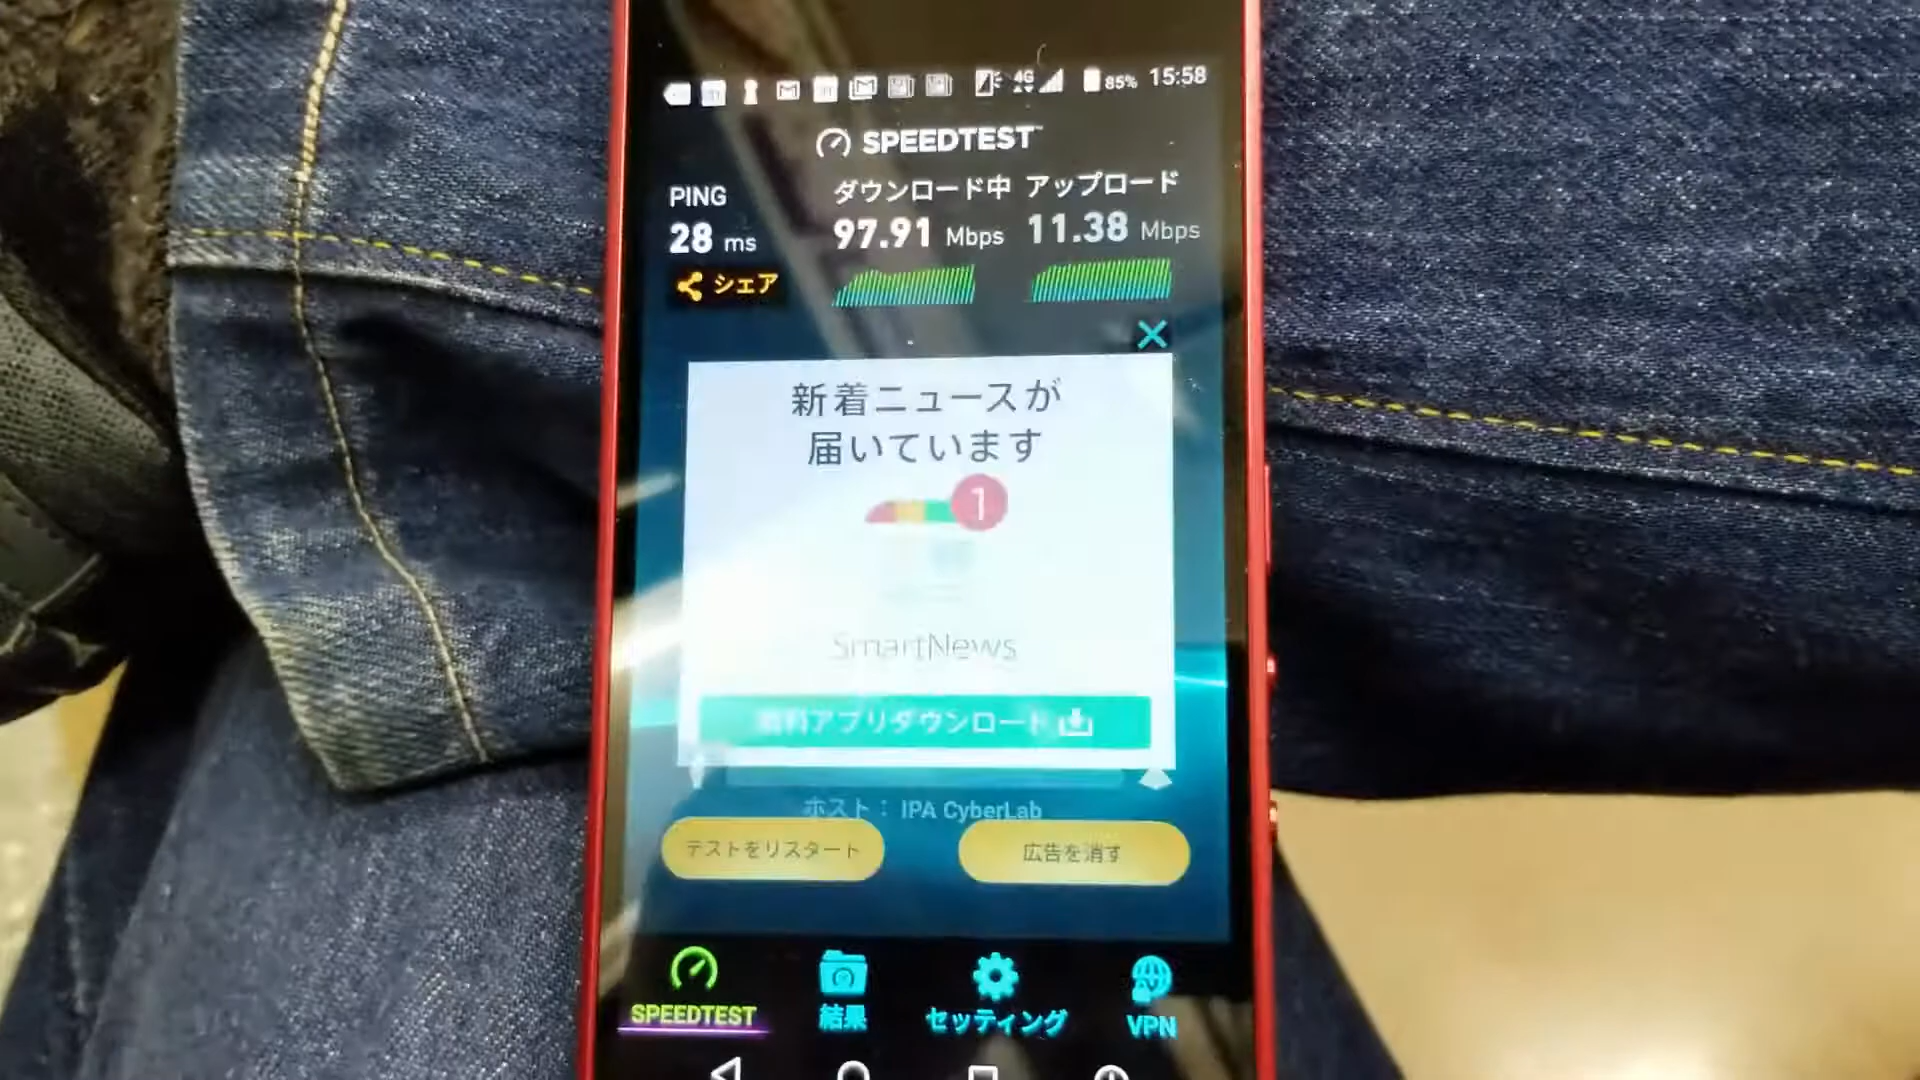 4G 85% 15:58
SPEEDTEST
PING ダウンロード中 アップロード
28 ms 97.91 Mbps 11.38 Mbps
シェア
新着ニュースが
届いています
1
SmartNews
無料アプリダウンロード
ホスト： IPA CyberLab
テストをリスタート 広告を消す
SPEEDTEST 結果 セッティング VPN